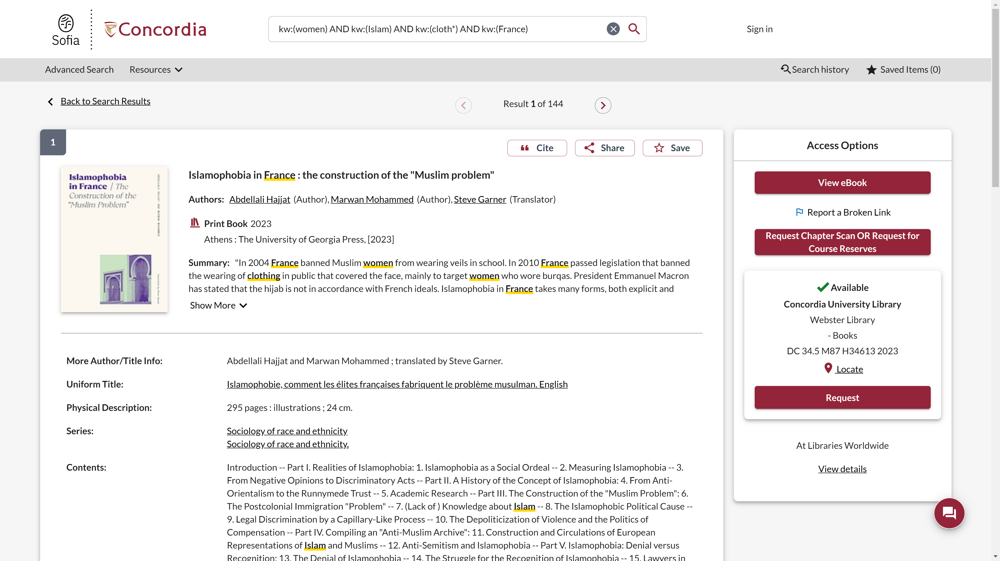 Sofia
Concordia
kw:(women) AND kw:(Islam) AND kw:(cloth*) AND kw:(France)
Sign in
Advanced Search
Resources
Search history
Saved Items (0)
Back to Search Results
Result 1 of 144
1
Cite
Share
Save
Islamophobia
in France / The
Construction of the
"Muslim Problem"
Islamophobia in France : the construction of the "Muslim problem"
Authors: Abdellali Hajjat (Author), Marwan Mohammed (Author), Steve Garner (Translator)
Print Book 2023
Athens : The University of Georgia Press, [2023]
Summary: "In 2004 France banned Muslim women from wearing veils in school. In 2010 France passed legislation that banned
the wearing of clothing in public that covered the face, mainly to target women who wore burqas. President Emmanuel Macron
has stated that the hijab is not in accordance with French ideals. Islamophobia in France takes many forms, both explicit and
Show More
More Author/Title Info: Abdellali Hajjat and Marwan Mohammed ; translated by Steve Garner.
Uniform Title: Islamophobie, comment les élites françaises fabriquent le problème musulman. English
Physical Description: 295 pages : illustrations ; 24 cm.
Series: Sociology of race and ethnicity
Sociology of race and ethnicity.
Contents: Introduction -- Part I. Realities of Islamophobia: 1. Islamophobia as a Social Ordeal -- 2. Measuring Islamophobia -- 3.
From Negative Opinions to Discriminatory Acts -- Part II. A History of the Concept of Islamophobia: 4. From Anti-
Orientalism to the Runnymede Trust -- 5. Academic Research -- Part III. The Construction of the "Muslim Problem": 6.
The Postcolonial Immigration "Problem" -- 7. (Lack of ) Knowledge about Islam -- 8. The Islamophobic Political Cause --
9. Legal Discrimination by a Capillary-Like Process -- 10. The Depoliticization of Violence and the Politics of
Compensation -- Part IV. Compiling an "Anti-Muslim Archive": 11. Construction and Circulations of European
Representations of Islam and Muslims -- 12. Anti-Semitism and Islamophobia -- Part V. Islamophobia: Denial versus
Recognition: 13. The Denial of Islamophobia -- 14. The Struggle for the Recognition of Islamophobia -- 15. Lawyers in
Access Options
View eBook
Report a Broken Link
Request Chapter Scan OR Request for
Course Reserves
Available
Concordia University Library
Webster Library
- Books
DC 34.5 M87 H34613 2023
Locate
Request
At Libraries Worldwide
View details